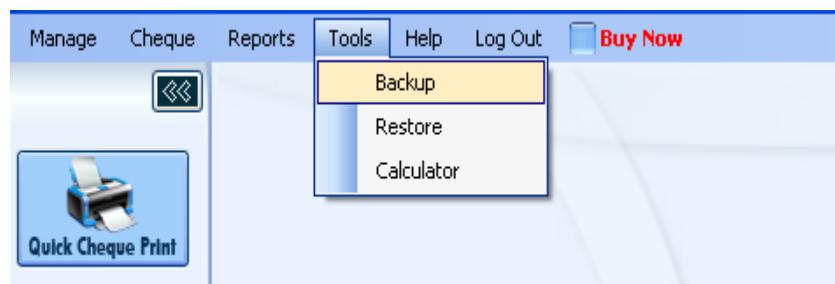 Manage Cheque Reports Tools Help Log Out Buy Now
Backup
Restore
Calculator
Quick Cheque Print